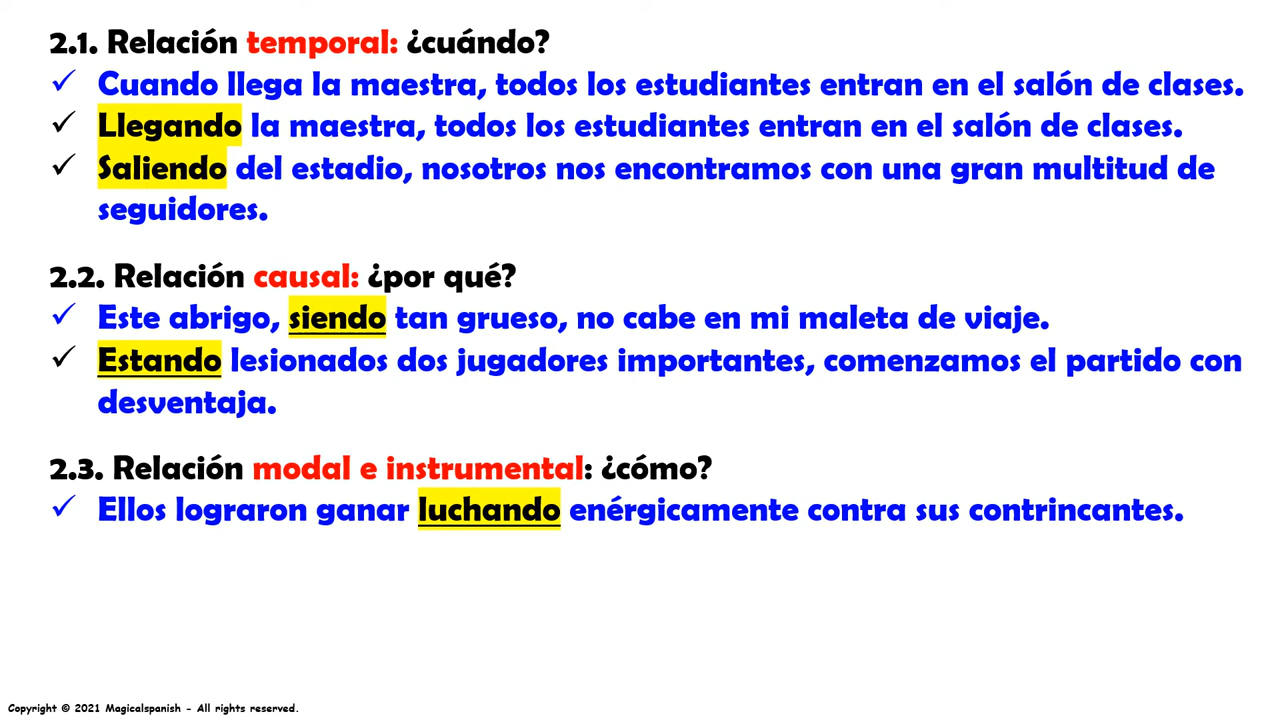 2.1. Relación temporal: ¿cuándo?
✓ Cuando llega la maestra, todos los estudiantes entran en el salón de clases.
✓ Llegando la maestra, todos los estudiantes entran en el salón de clases.
✓ Saliendo del estadio, nosotros nos encontramos con una gran multitud de
seguidores.
2.2. Relación causal: ¿por qué?
✓ Este abrigo, siendo tan grueso, no cabe en mi maleta de viaje.
✓ Estando lesionados dos jugadores importantes, comenzamos el partido con
desventaja.
2.3. Relación modal e instrumental: ¿cómo?
✓ Ellos lograron ganar luchando enérgicamente contra sus contrincantes.
Copyright © 2021 Magicalspanish - All rights reserved.